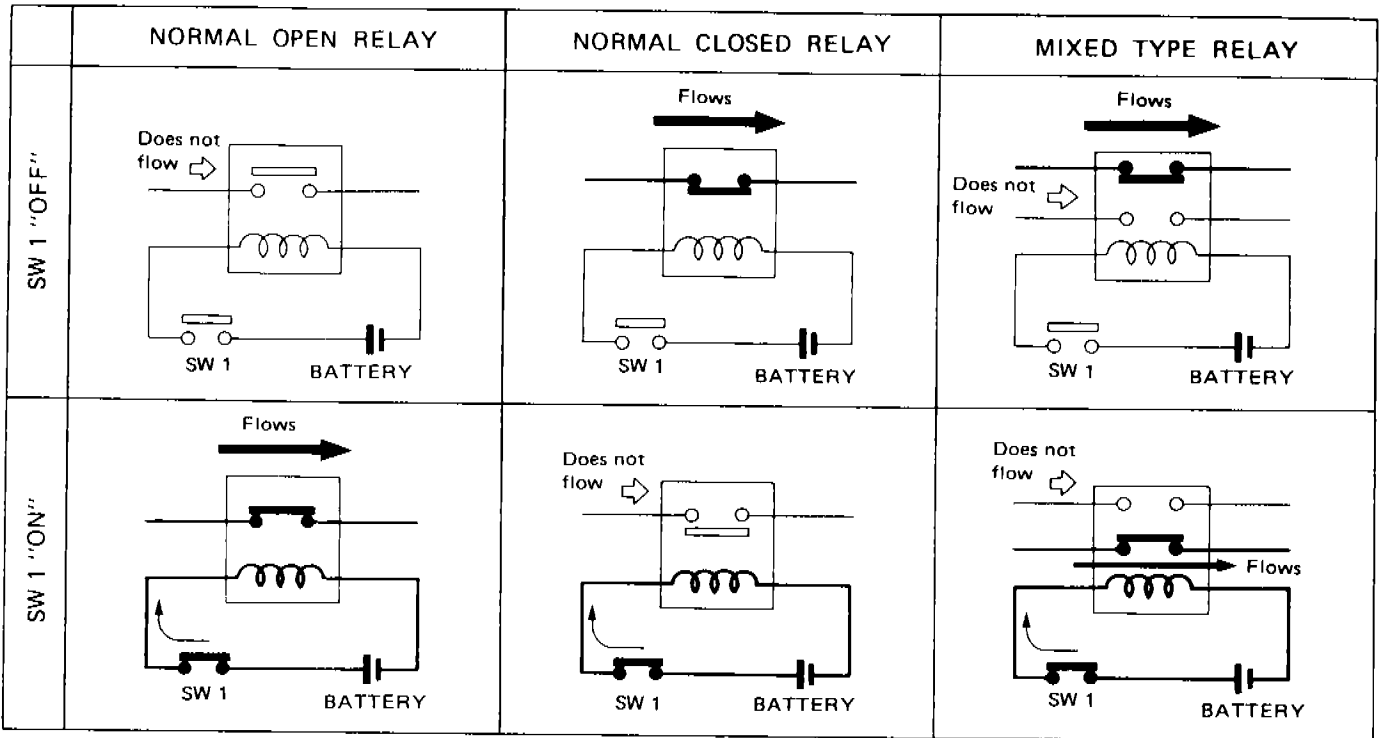 NORMAL OPEN RELAY
NORMAL CLOSED RELAY
MIXED TYPE RELAY
SW 1 "OFF"
Does not
flow
SW 1
BATTERY
Flows
SW 1
BATTERY
Flows
Does not
flow
SW 1
BATTERY
SW 1 "ON"
Flows
SW 1
BATTERY
Does not
flow
SW 1
BATTERY
Does not
flow
Flows
SW 1
BATTERY